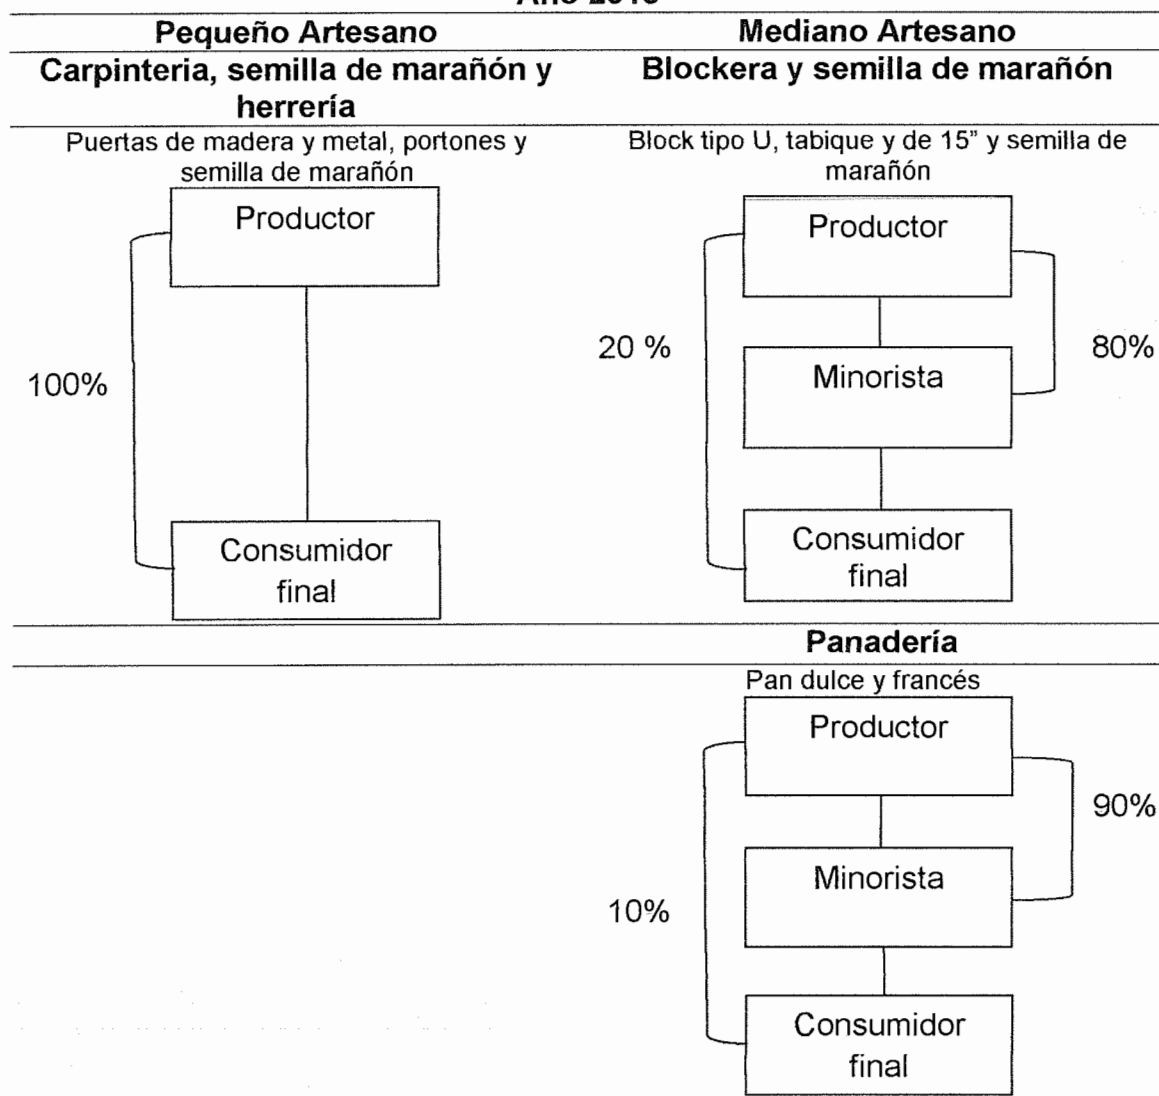 Pequeño Artesano
Mediano Artesano
Carpinteria, semilla de marañón y
herrería
Blockera y semilla de marañón
Puertas de madera y metal, portones y
semilla de marañón
Block tipo U, tabique y de 15” y semilla de
marañón
Productor
100%
Consumidor
final
Productor
20 %
80%
Minorista
Consumidor
final
Panadería
Pan dulce y francés
Productor
90%
Minorista
10%
Consumidor
final